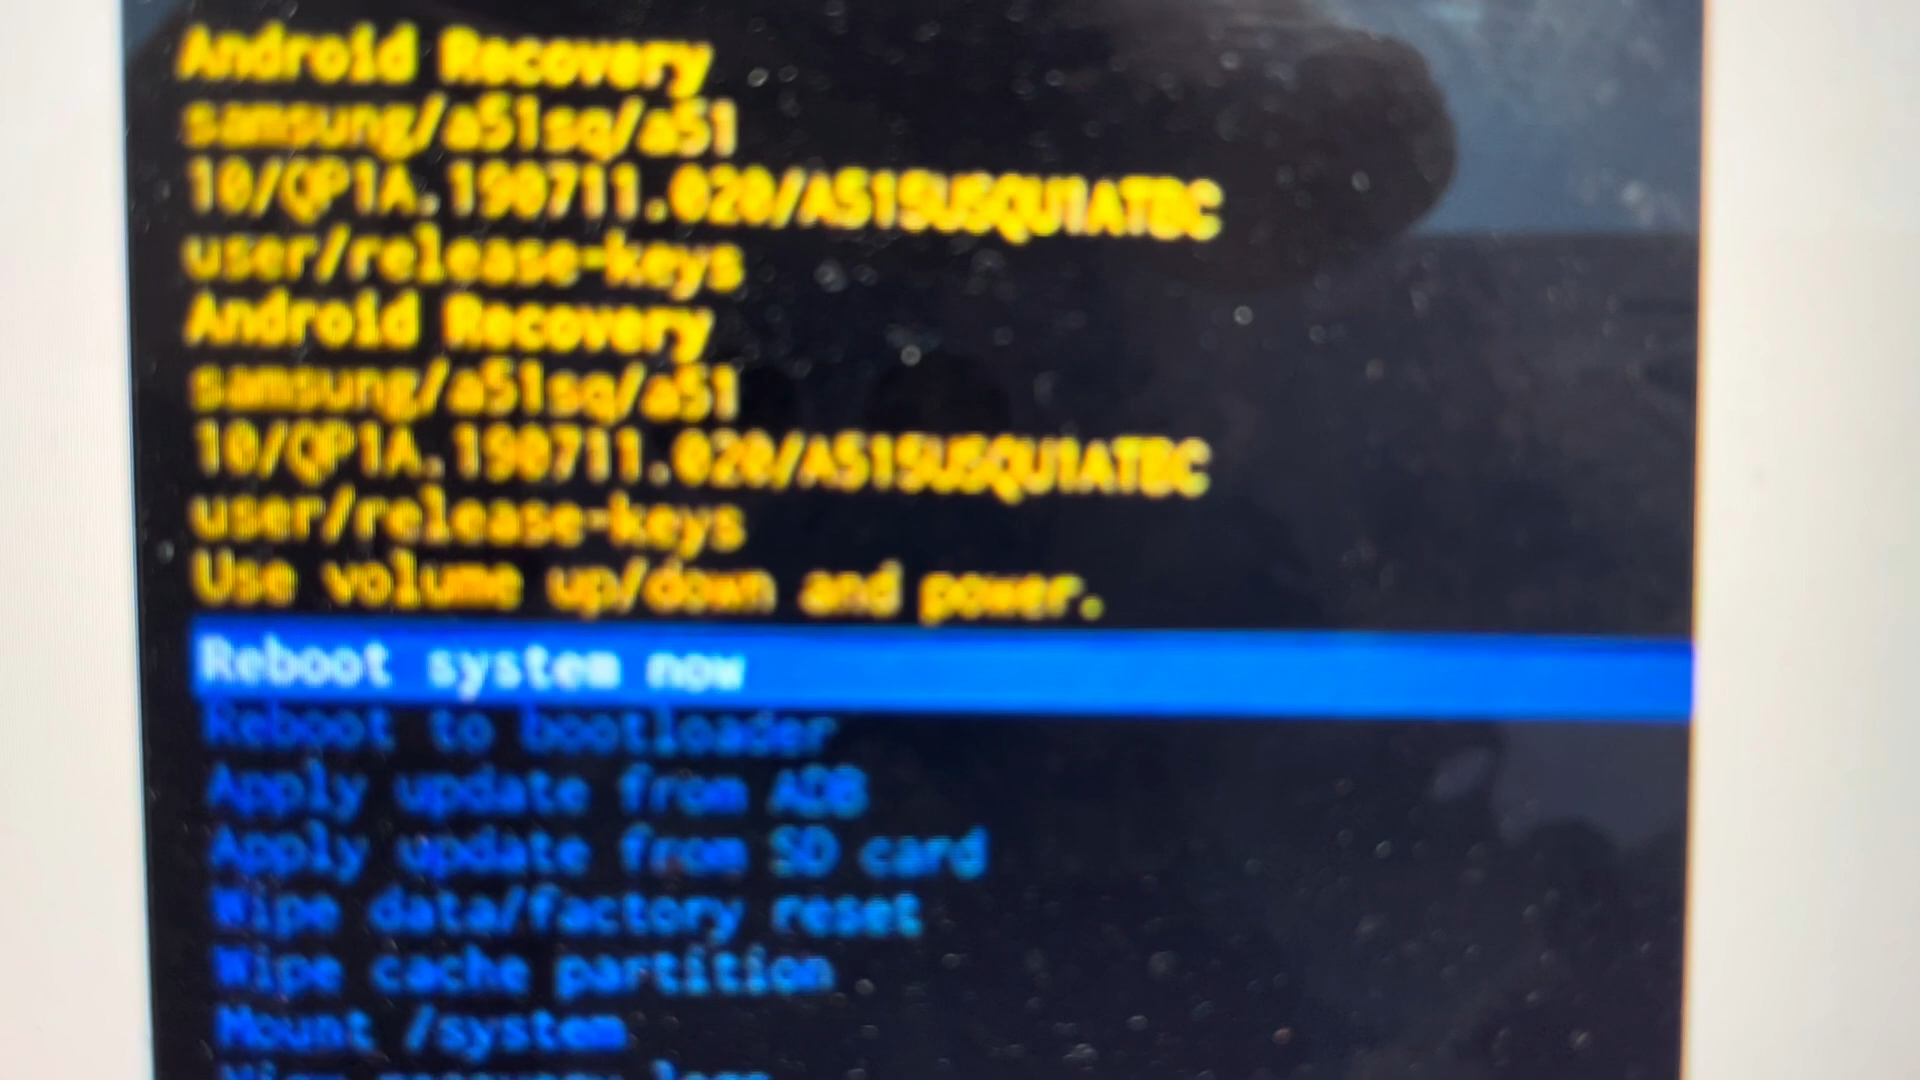 Android Recovery
samsung/a51sq/a51
10/QP1A.190711.020/A515USQU1ATBC
user/release-keys
Android Recovery
samsung/a51sq/a51
10/QP1A.190711.020/A515USQU1ATBC
user/release-keys
Use volume up/down and power.
Reboot system now
Reboot to bootloader
Apply update from ADB
Apply update from SD card
Wipe data/factory reset
Wipe cache partition
Mount /system